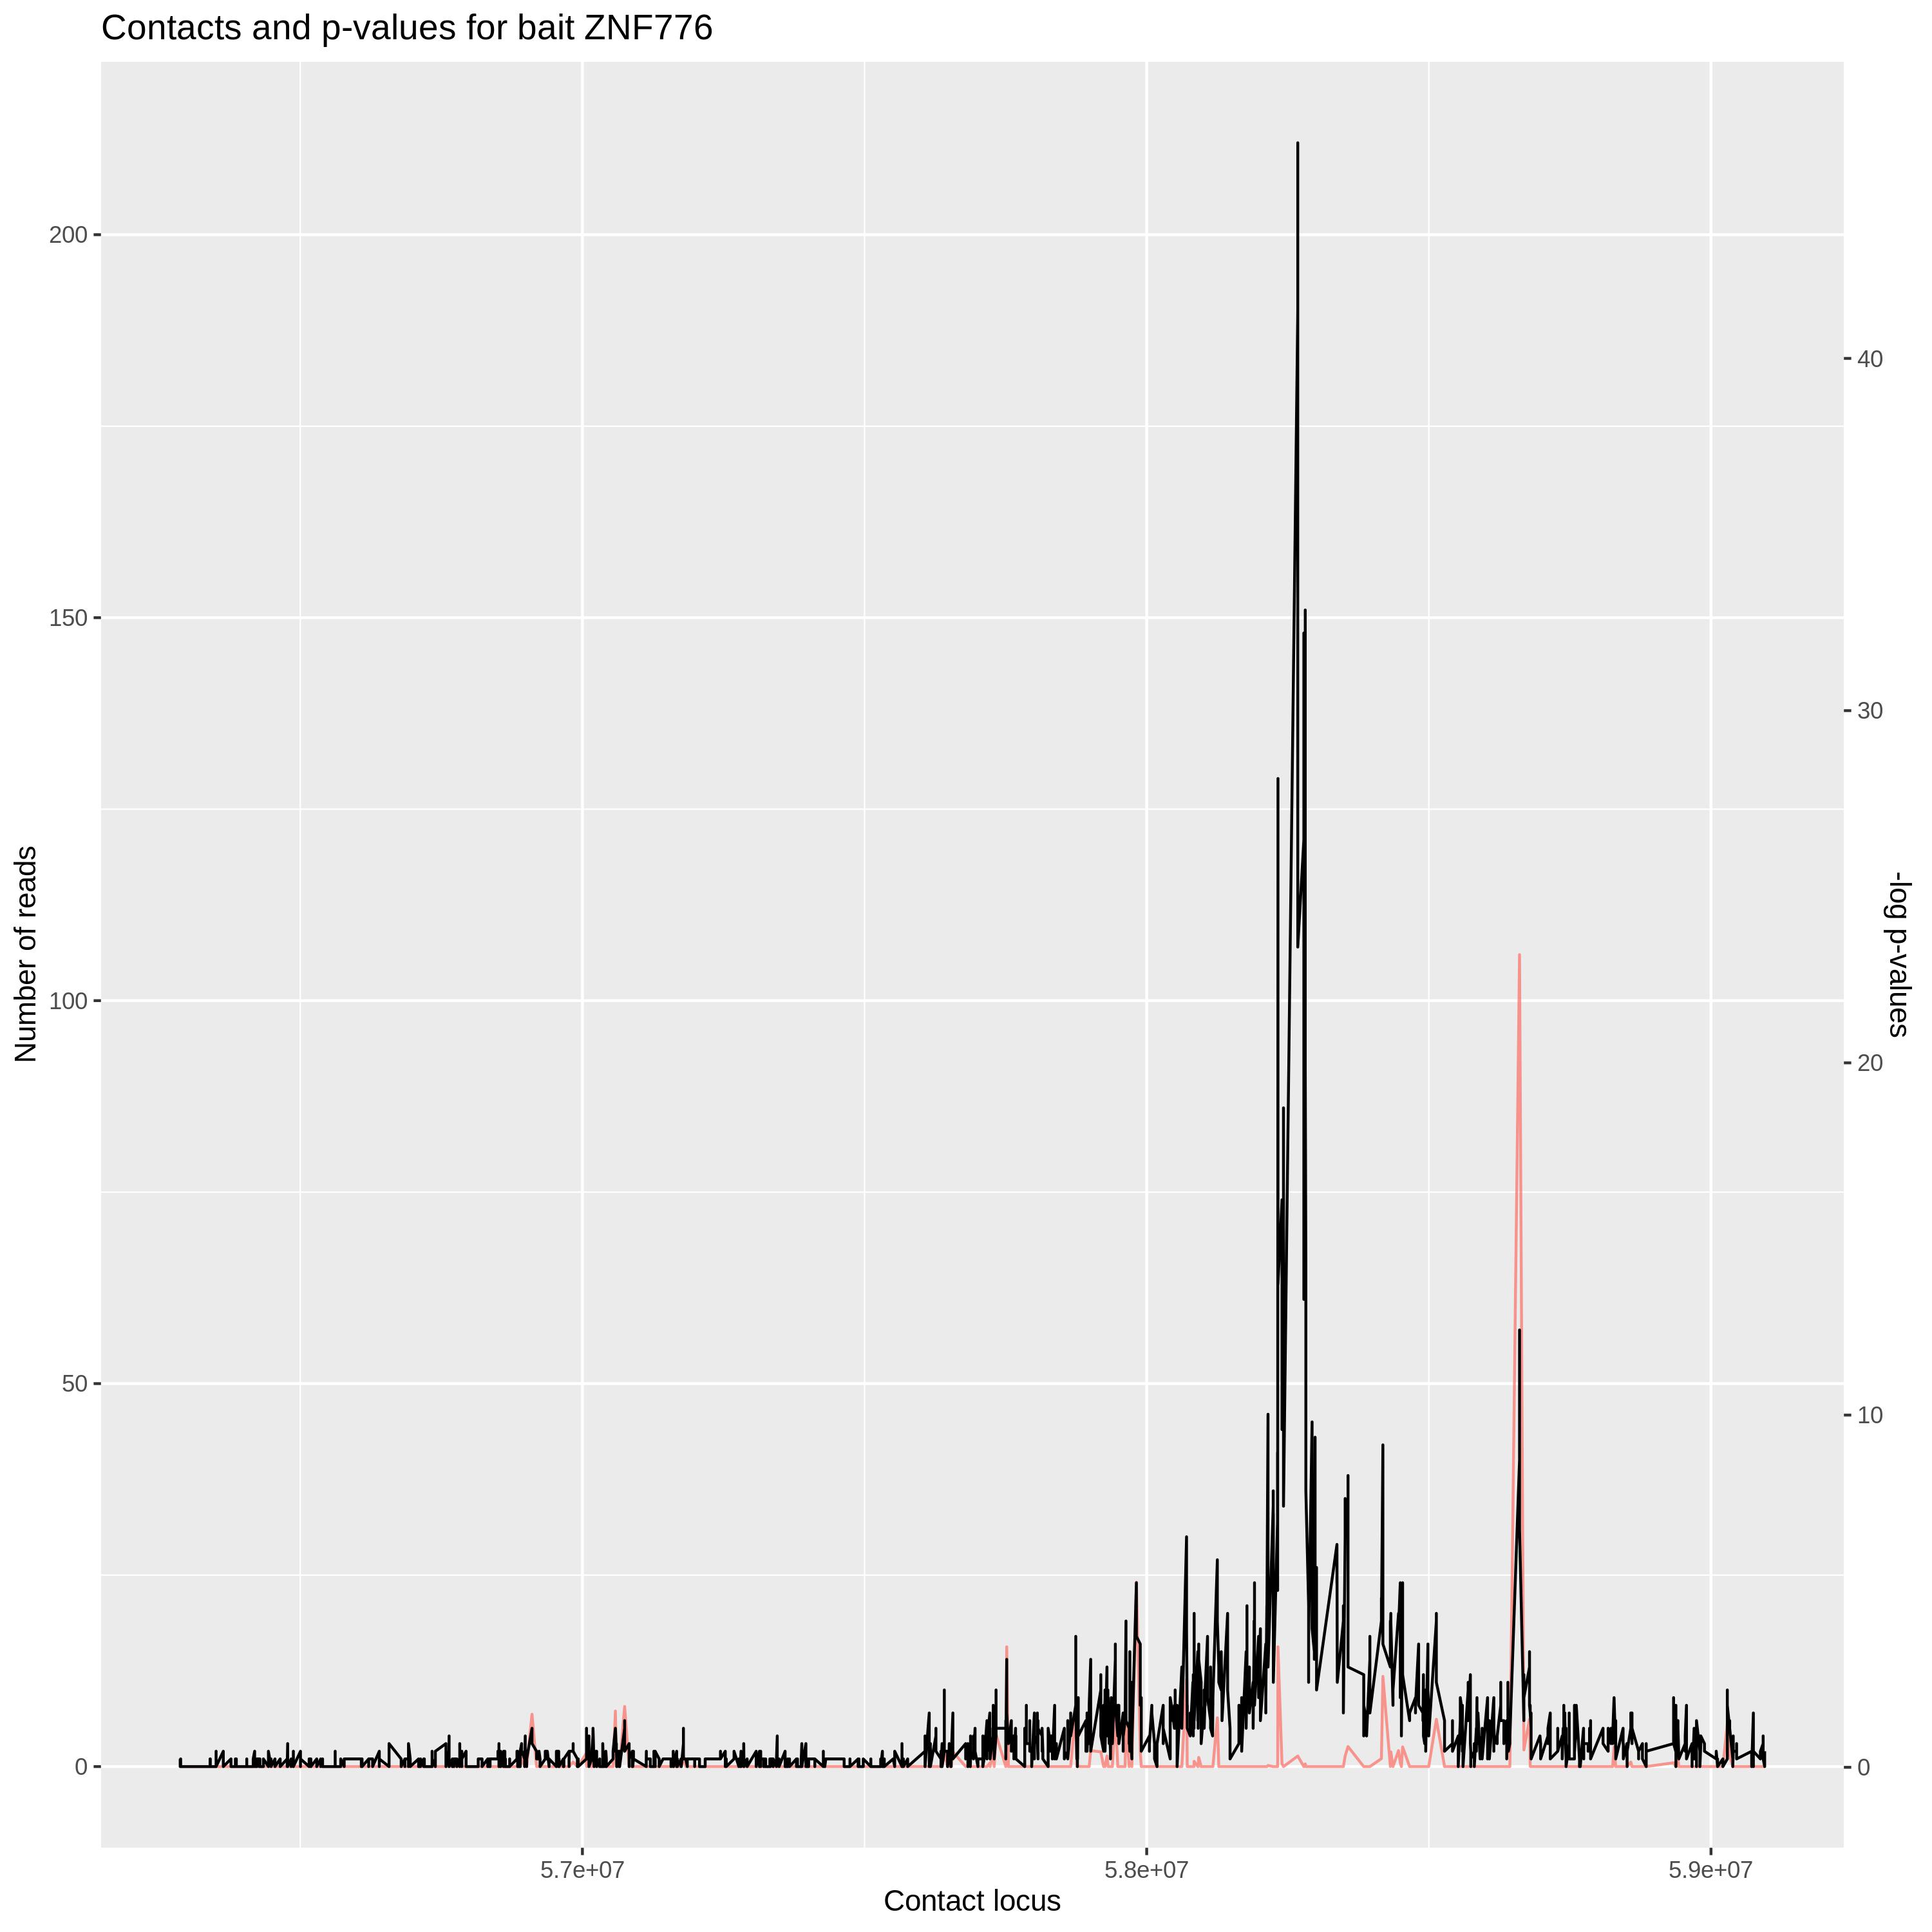 Contacts and p-values for bait ZNF776
Number of reads
200
150
100
50
0
40
30
20
10
0
-log p-values
5.7e+07
5.8e+07
5.9e+07
Contact locus